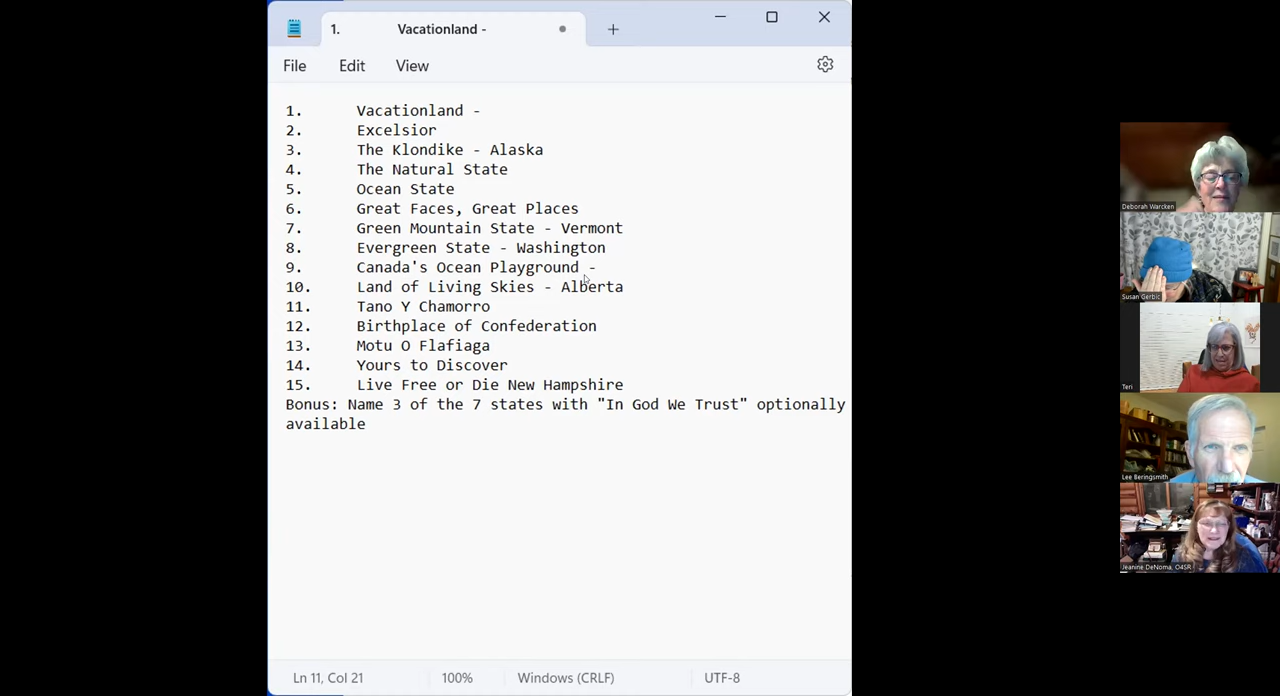 1. Vacationland -
File Edit View
1. Vacationland -
2. Excelsior
3. The Klondike - Alaska
4. The Natural State
5. Ocean State
6. Great Faces, Great Places
7. Green Mountain State - Vermont
8. Evergreen State - Washington
9. Canada's Ocean Playground -
10. Land of Living Skies - Alberta
11. Tano Y Chamorro
12. Birthplace of Confederation
13. Motu O Flafiaga
14. Yours to Discover
15. Live Free or Die New Hampshire
Bonus: Name 3 of the 7 states with "In God We Trust" optionally
available
Ln 11, Col 21 100% Windows (CRLF) UTF-8
Deborah Warcken
Susan Gerbic
Teri
Lee Beringsmith
Jeanine DeNoma, O4SR